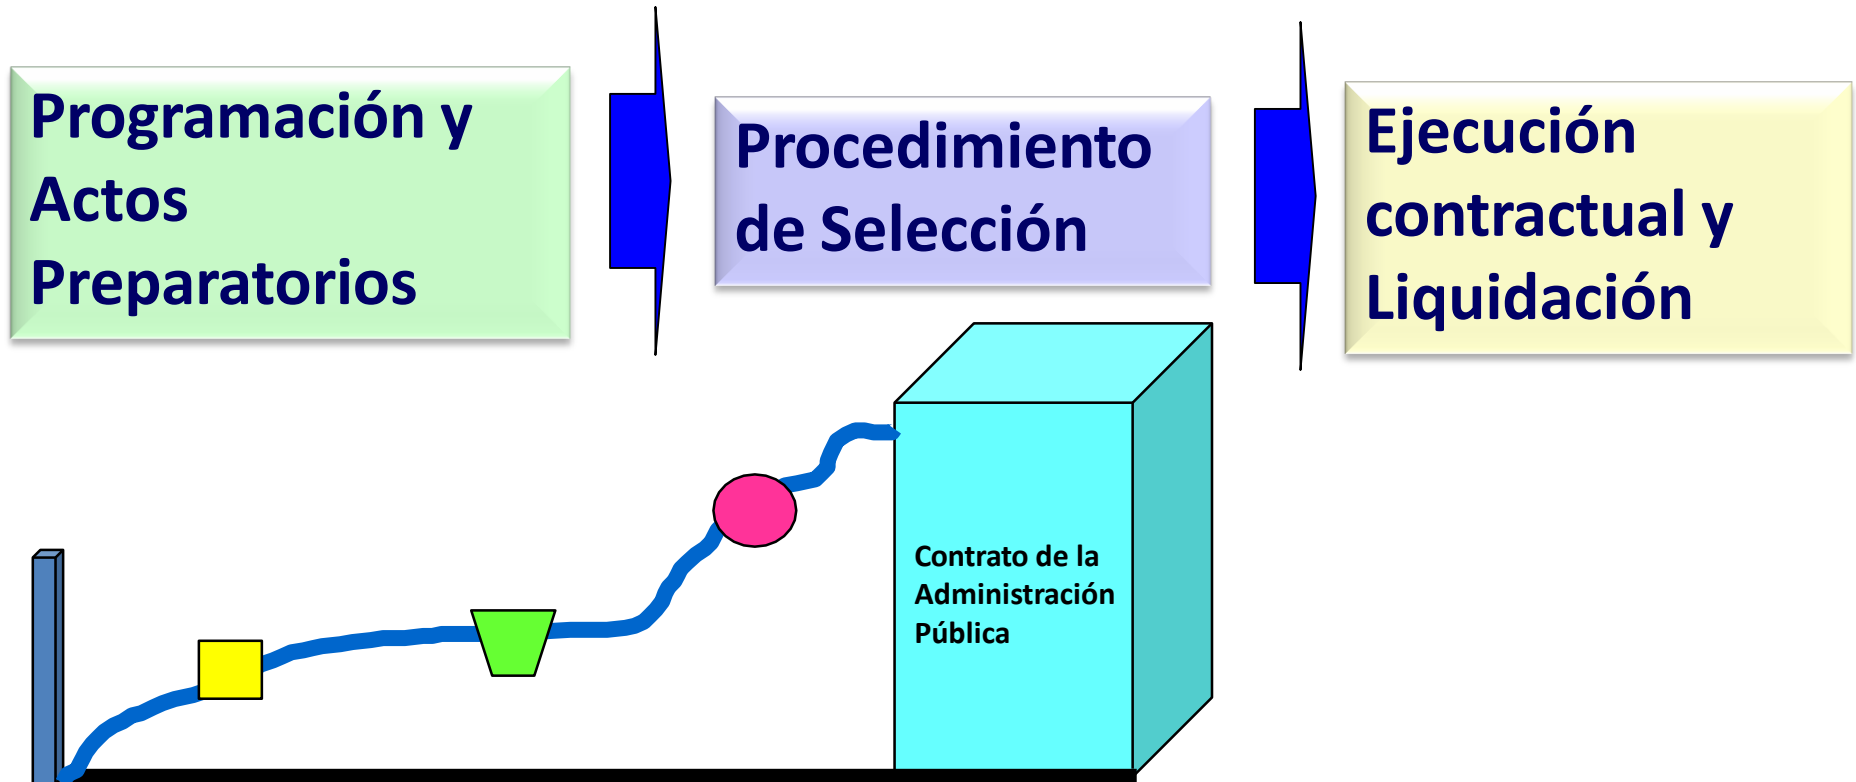 Programación y
Actos
Preparatorios
Procedimiento
de Selección
Ejecución
contractual y
Liquidación
Contrato de la
Administración
Pública